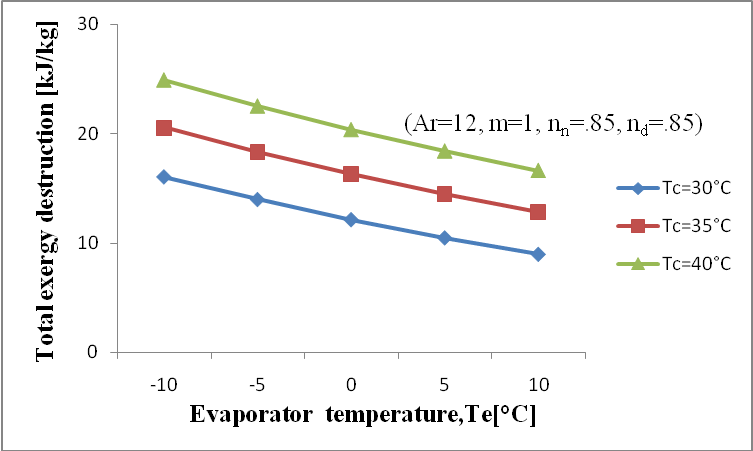 Total exergy destruction [kJ/kg]
30
20
10
0
(Ar=12, m=1, nn=.85, nd=.85)
Tc=30°C
Tc=35°C
Tc=40°C
-10 -5 0 5 10
Evaporator temperature,Te[°C]